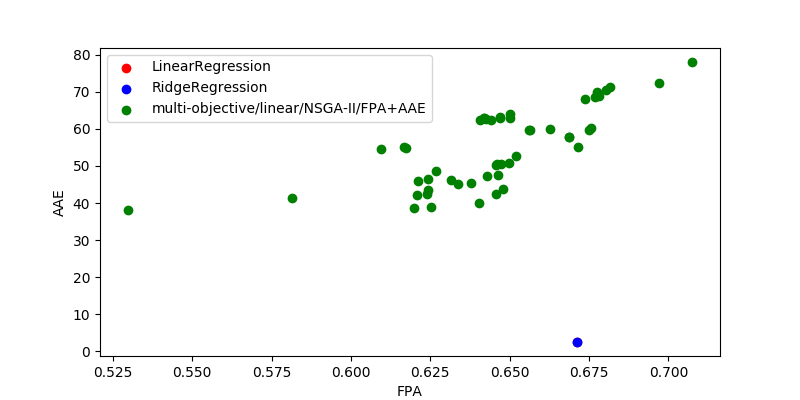 LinearRegression
RidgeRegression
multi-objective/linear/NSGA-II/FPA+AAE
80
70
60
50
40
30
20
10
0
AAE
0.525 0.550 0.575 0.600 0.625 0.650 0.675 0.700
FPA